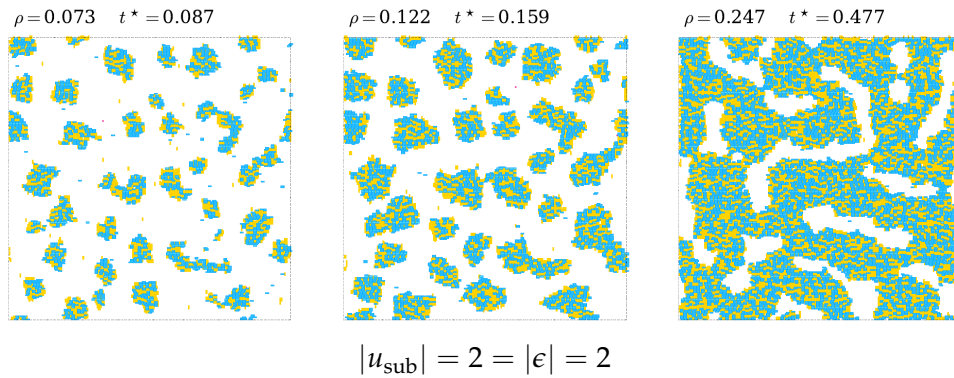 ρ = 0.073 t* = 0.087
ρ = 0.122 t* = 0.159
ρ = 0.247 t* = 0.477
|u_sub| = 2 = |ϵ| = 2